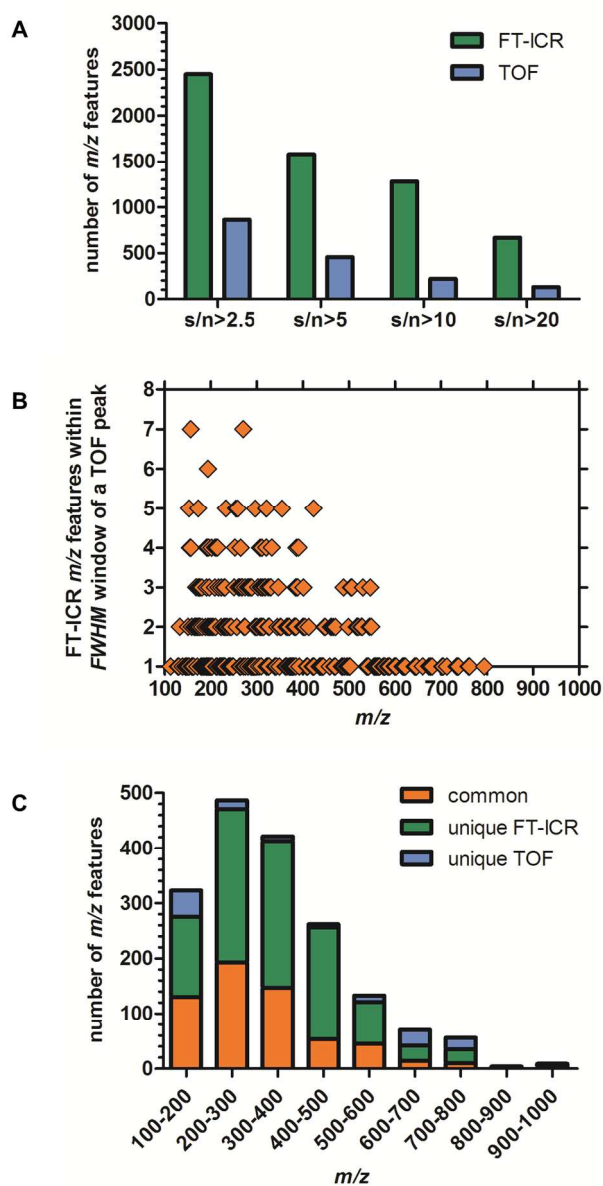 A
FT-ICR
TOF
number of m/z features
3000
2500
2000
1500
1000
500
0
s/n>2.5 s/n>5 s/n>10 s/n>20
B
FT-ICR m/z features within
FWHM window of a TOF peak
8
7
6
5
4
3
2
1
100 200 300 400 500 600 700 800 900 1000
m/z
C
common
unique FT-ICR
unique TOF
number of m/z features
500
400
300
200
100
0
100-200 200-300 300-400 400-500 500-600 600-700 700-800 800-900 900-1000
m/z